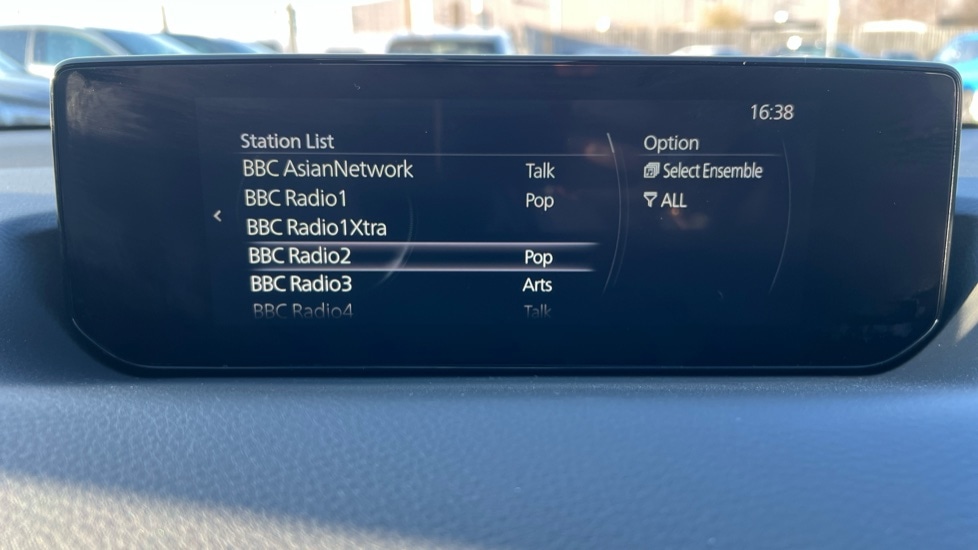 16:38
Station List
Option
BBC AsianNetwork Talk
Select Ensemble
BBC Radio1 Pop
ALL
BBC Radio1Xtra
BBC Radio2 Pop
BBC Radio3 Arts
BBC Radio4 Talk